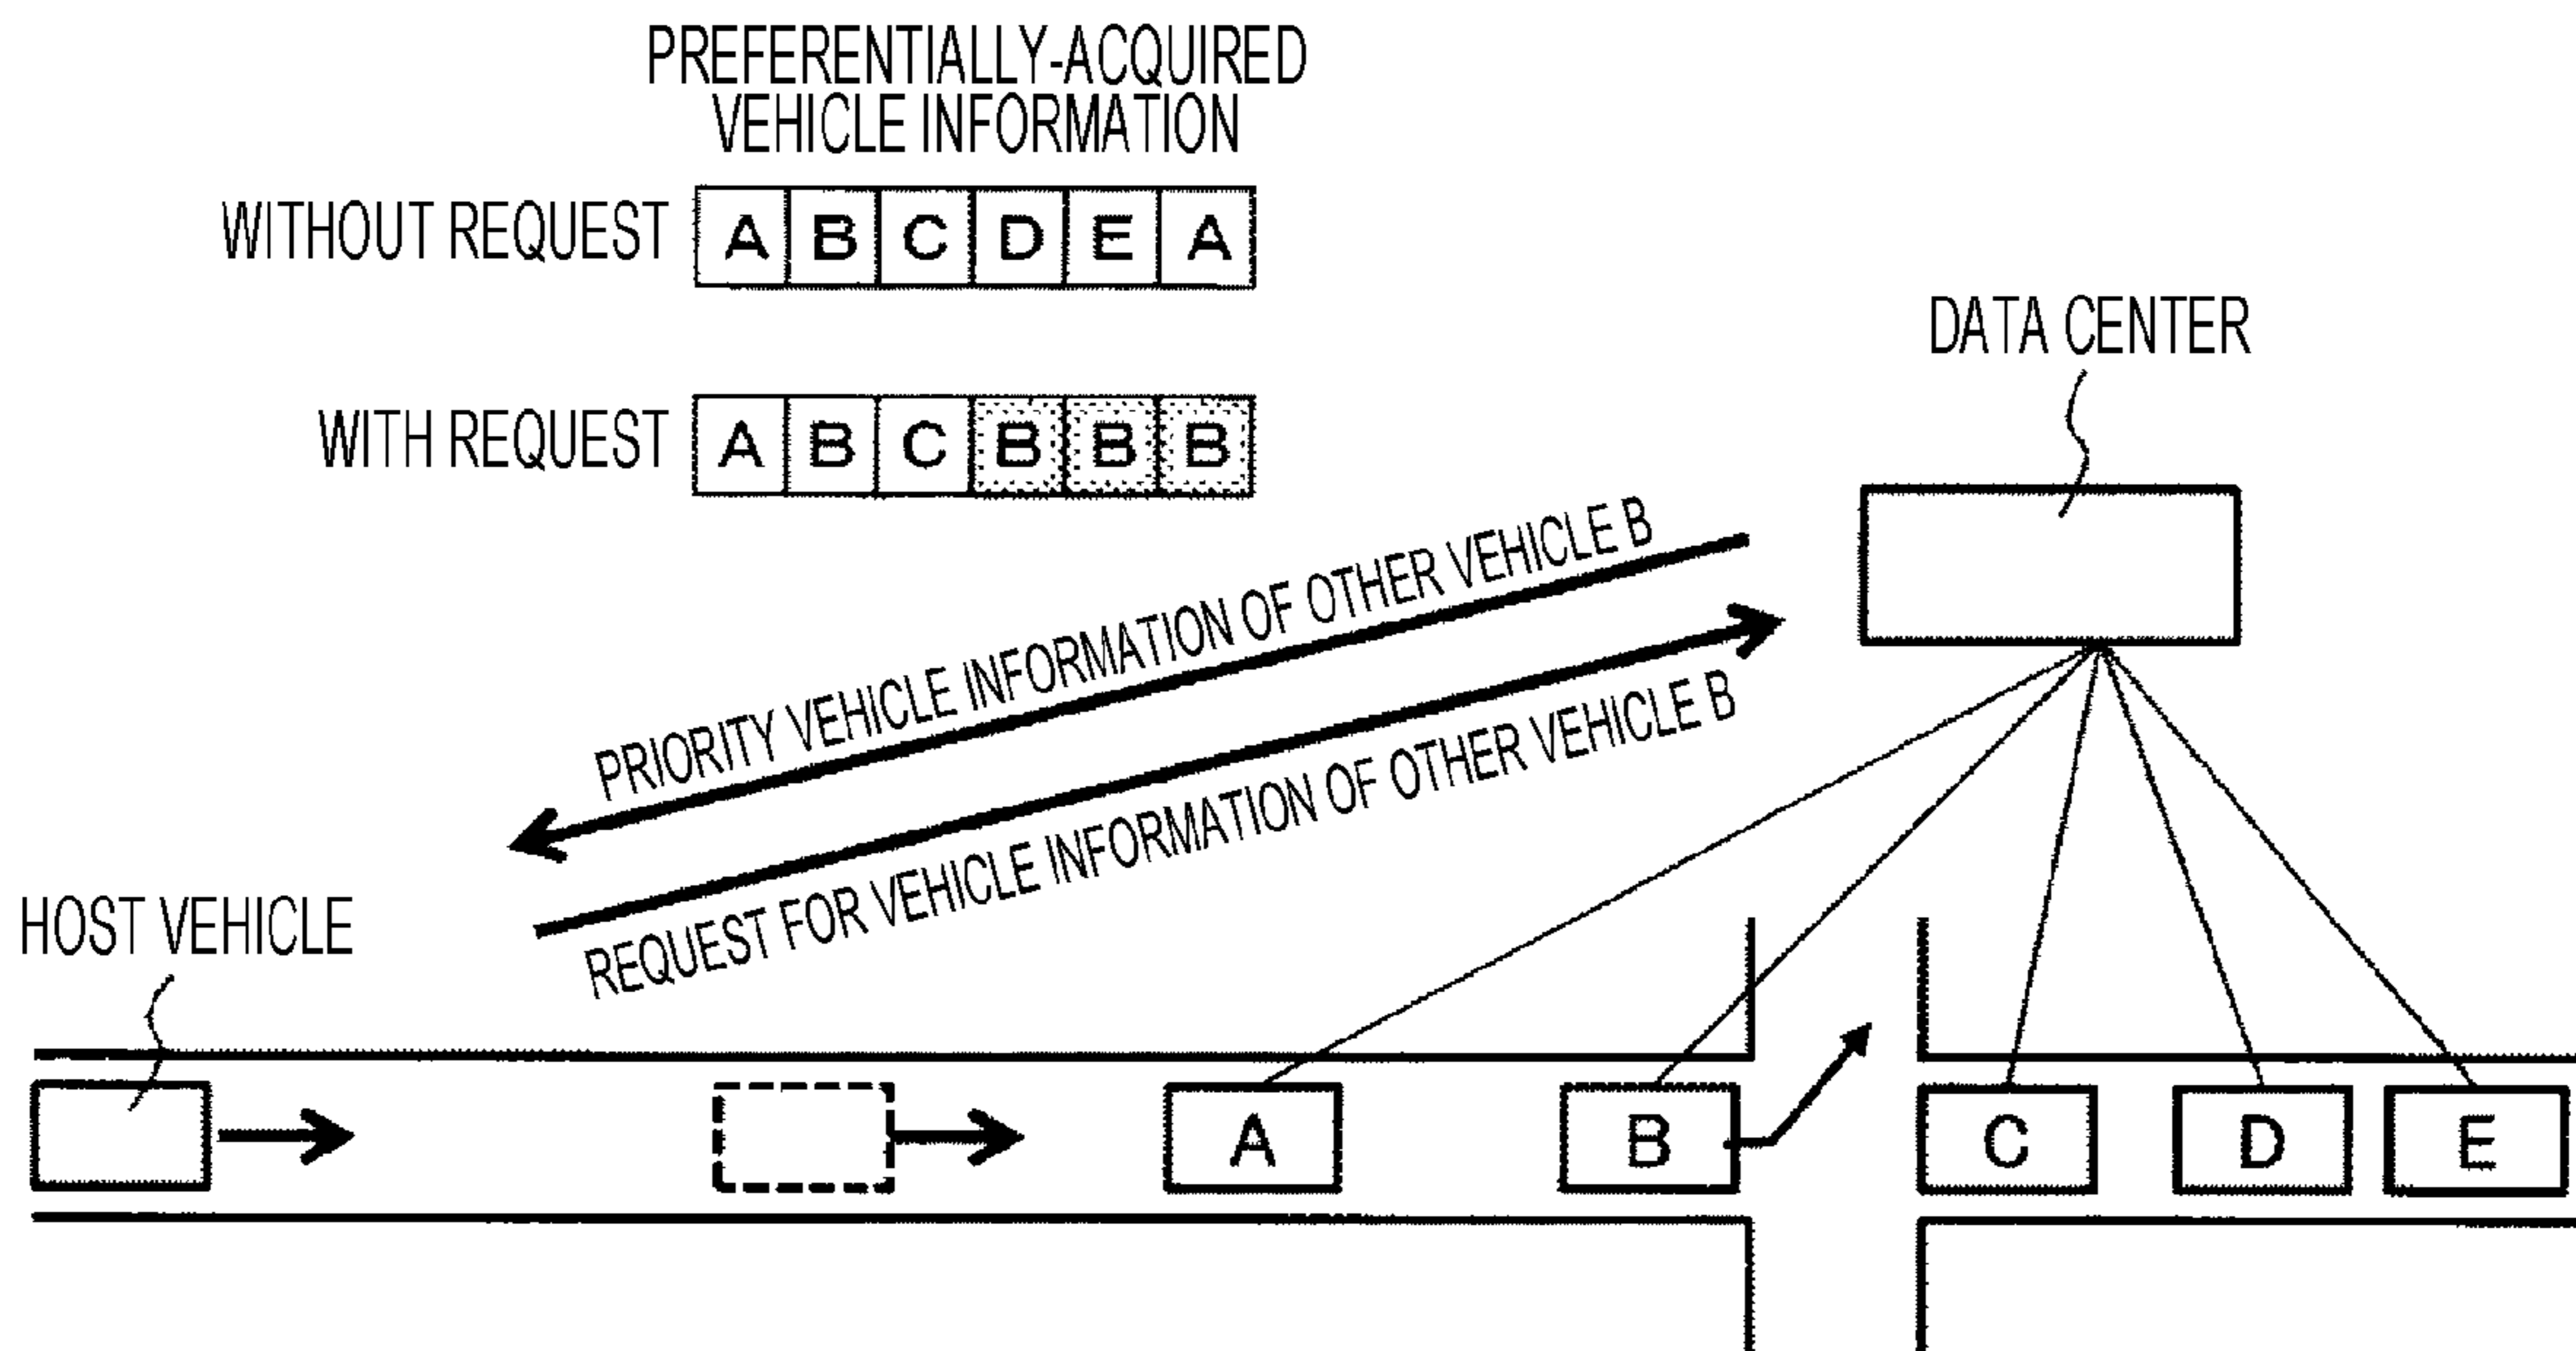 PREFERENTIALLY-ACQUIRED
VEHICLE INFORMATION
WITHOUT REQUEST A B C D E A
WITH REQUEST A B C B B B
DATA CENTER
PRIORITY VEHICLE INFORMATION OF OTHER VEHICLE B
REQUEST FOR VEHICLE INFORMATION OF OTHER VEHICLE B
HOST VEHICLE
A B C D E